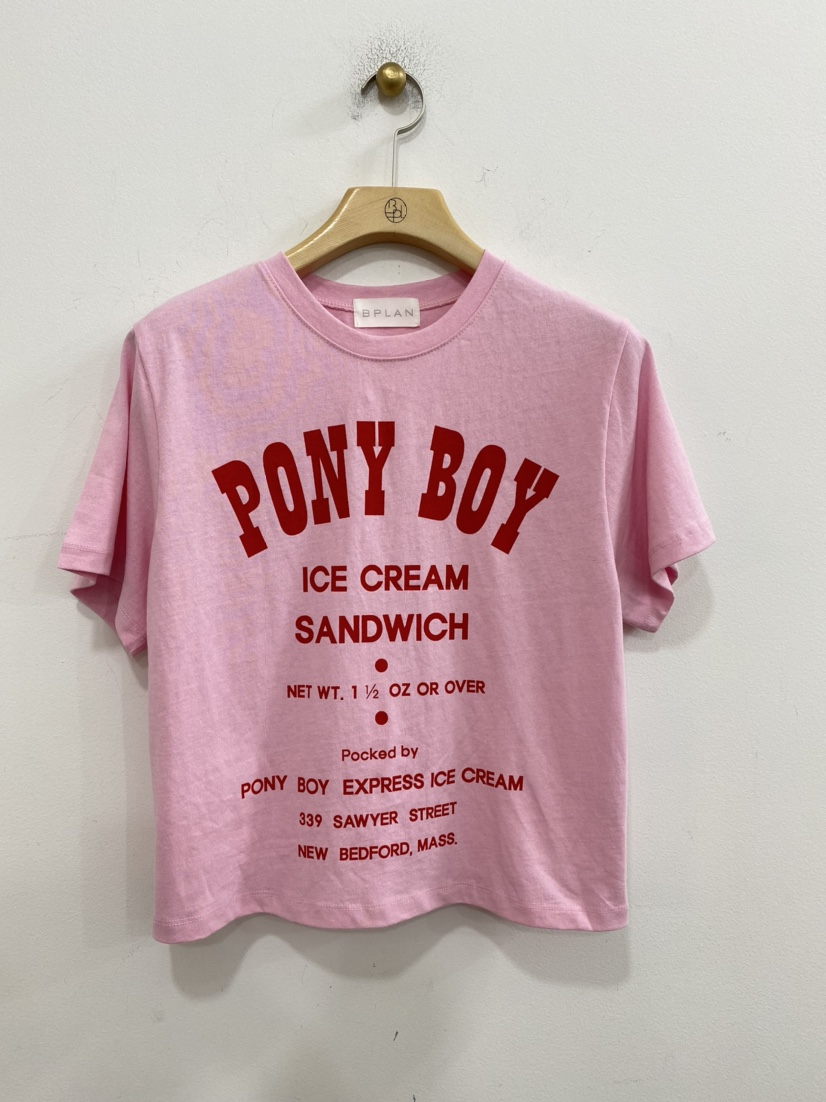 BPLAN
PONY BOY
ICE CREAM
SANDWICH
NET WT. 1 ½ OZ OR OVER
Pocked by
PONY BOY EXPRESS ICE CREAM
339 SAWYER STREET
NEW BEDFORD, MASS.